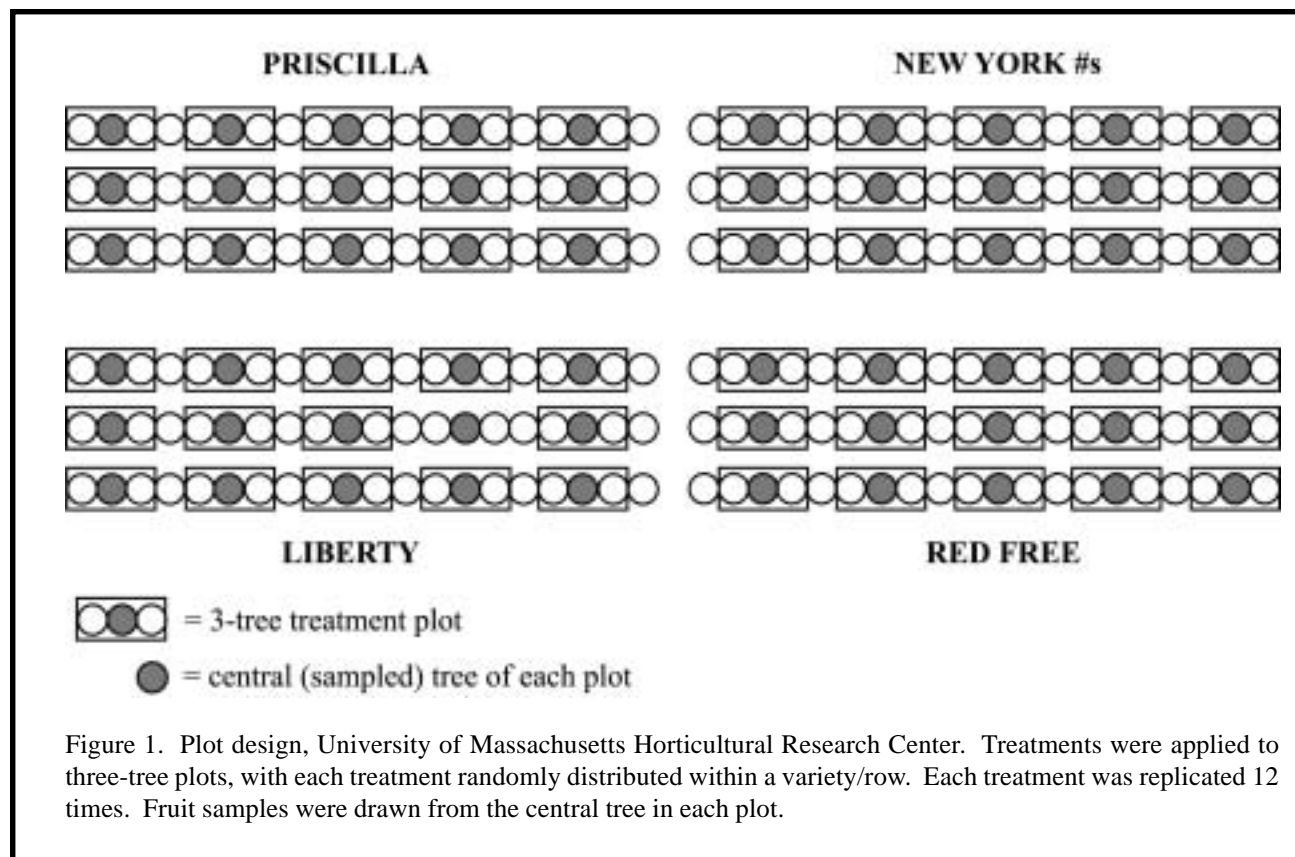 PRISCILLA
NEW YORK #s
LIBERTY
RED FREE
= 3-tree treatment plot
= central (sampled) tree of each plot
Figure 1. Plot design, University of Massachusetts Horticultural Research Center. Treatments were applied to
three-tree plots, with each treatment randomly distributed within a variety/row. Each treatment was replicated 12
times. Fruit samples were drawn from the central tree in each plot.